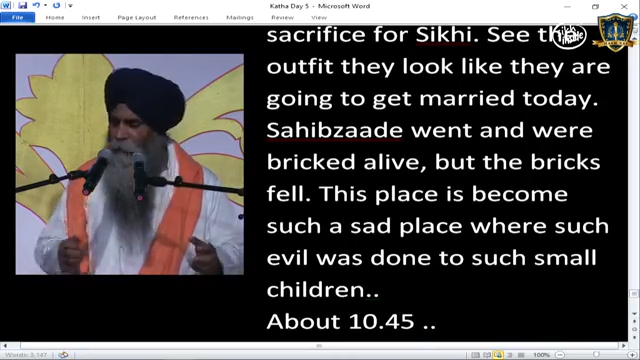 Katha Day 5 - Microsoft Word
File Home Insert Page Layout References Mailings Review View
sacrifice for Sikhi. See
outfit they look like they are
going to get married today.
Sahibzaade went and were
bricked alive, but the bricks
fell. This place is become
such a sad place where such
evil was done to such small
children..
About 10.45 ..
Words: 3,147
100%